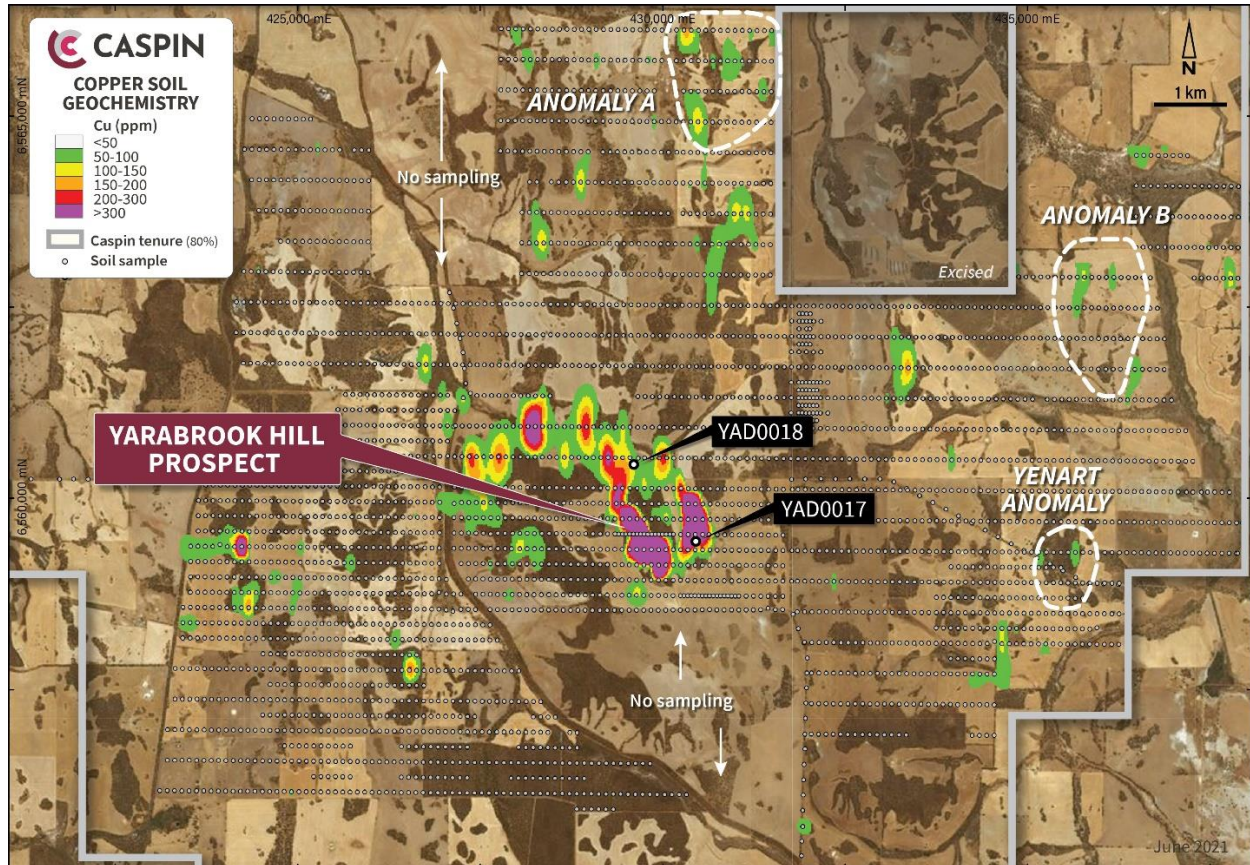 425,000 mE
430,000 mE
435,000 mE
CASPIN
COPPER SOIL
GEOCHEMISTRY
Cu (ppm)
<50
50-100
100-150
150-200
200-300
>300
Caspin tenure (80%)
Soil sample
6,565,000 mN
No sampling
ANOMALY A
N
1 km
ANOMALY B
Excised
YARABROOK HILL
PROSPECT
YAD0018
YAD0017
6,560,000 mN
YENART
ANOMALY
No sampling
June 2021